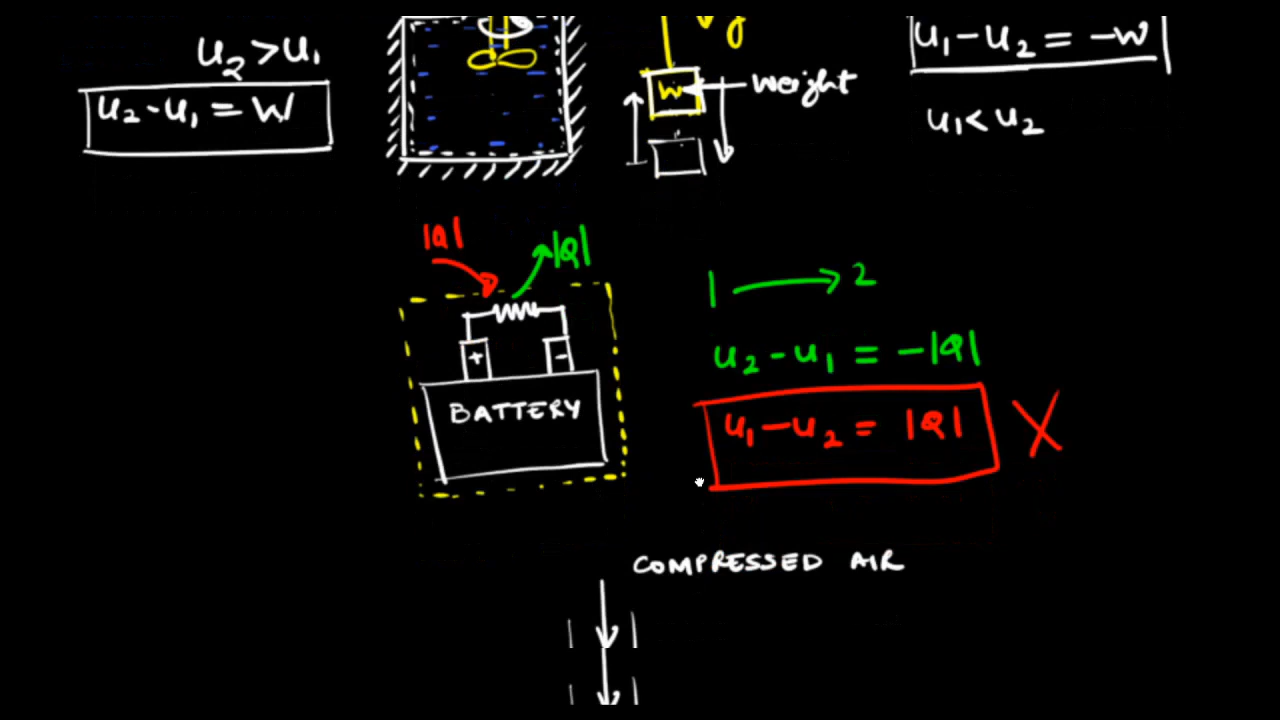 u₂ > u₁
u₂ - u₁ = W
W
weight
g
u₁ - u₂ = -W
u₁ < u₂
|Q|
|Q|
+
-
BATTERY
1 → 2
u₂ - u₁ = -|Q|
u₁ - u₂ = |Q| X
COMPRESSED AIR